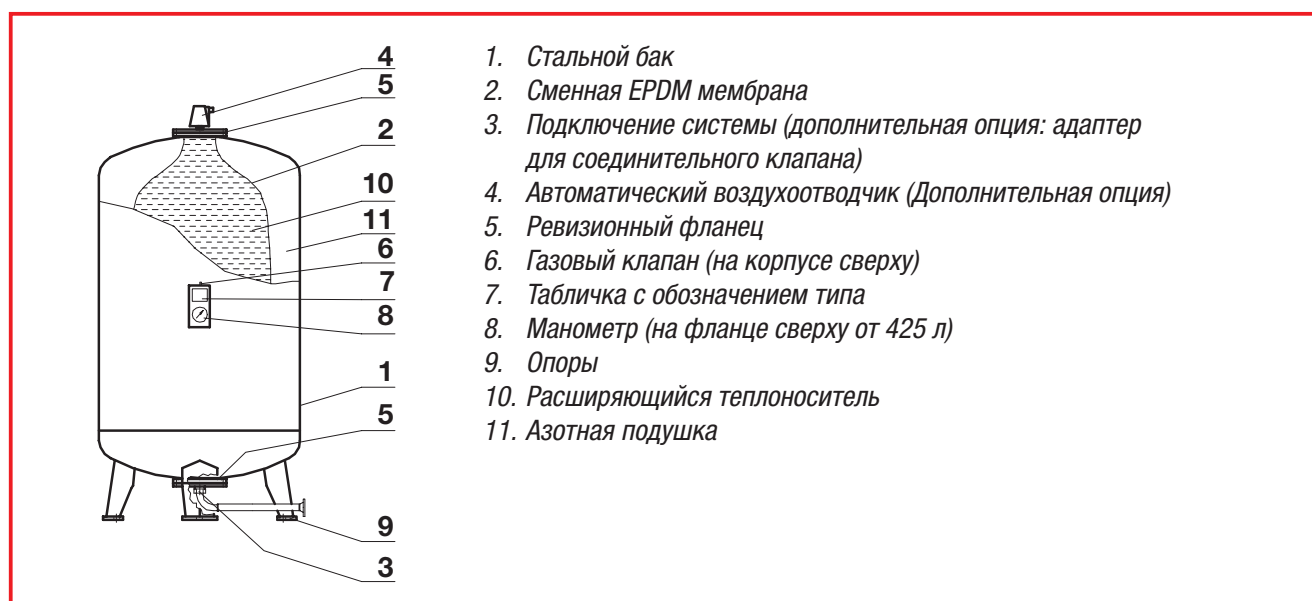 4
5
2
10
11
6
7
8
1
5
9
3
1. Стальной бак
2. Сменная EPDM мембрана
3. Подключение системы (дополнительная опция: адаптер
для соединительного клапана)
4. Автоматический воздухоотводчик (Дополнительная опция)
5. Ревизионный фланец
6. Газовый клапан (на корпусе сверху)
7. Табличка с обозначением типа
8. Манометр (на фланце сверху от 425 л)
9. Опоры
10. Расширяющийся теплоноситель
11. Азотная подушка